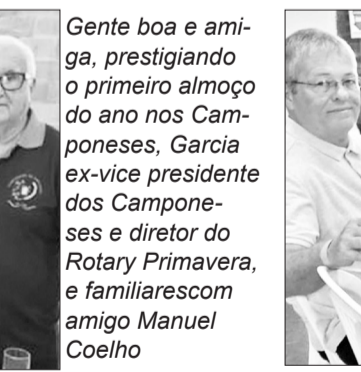 Gente boa e ami-
ga, prestigiando
o primeiro almoço
do ano nos Cam-
poneses, Garcia
ex-vice presidente
dos Campone-
ses e diretor do
Rotary Primavera,
e familiarescom
amigo Manuel
Coelho